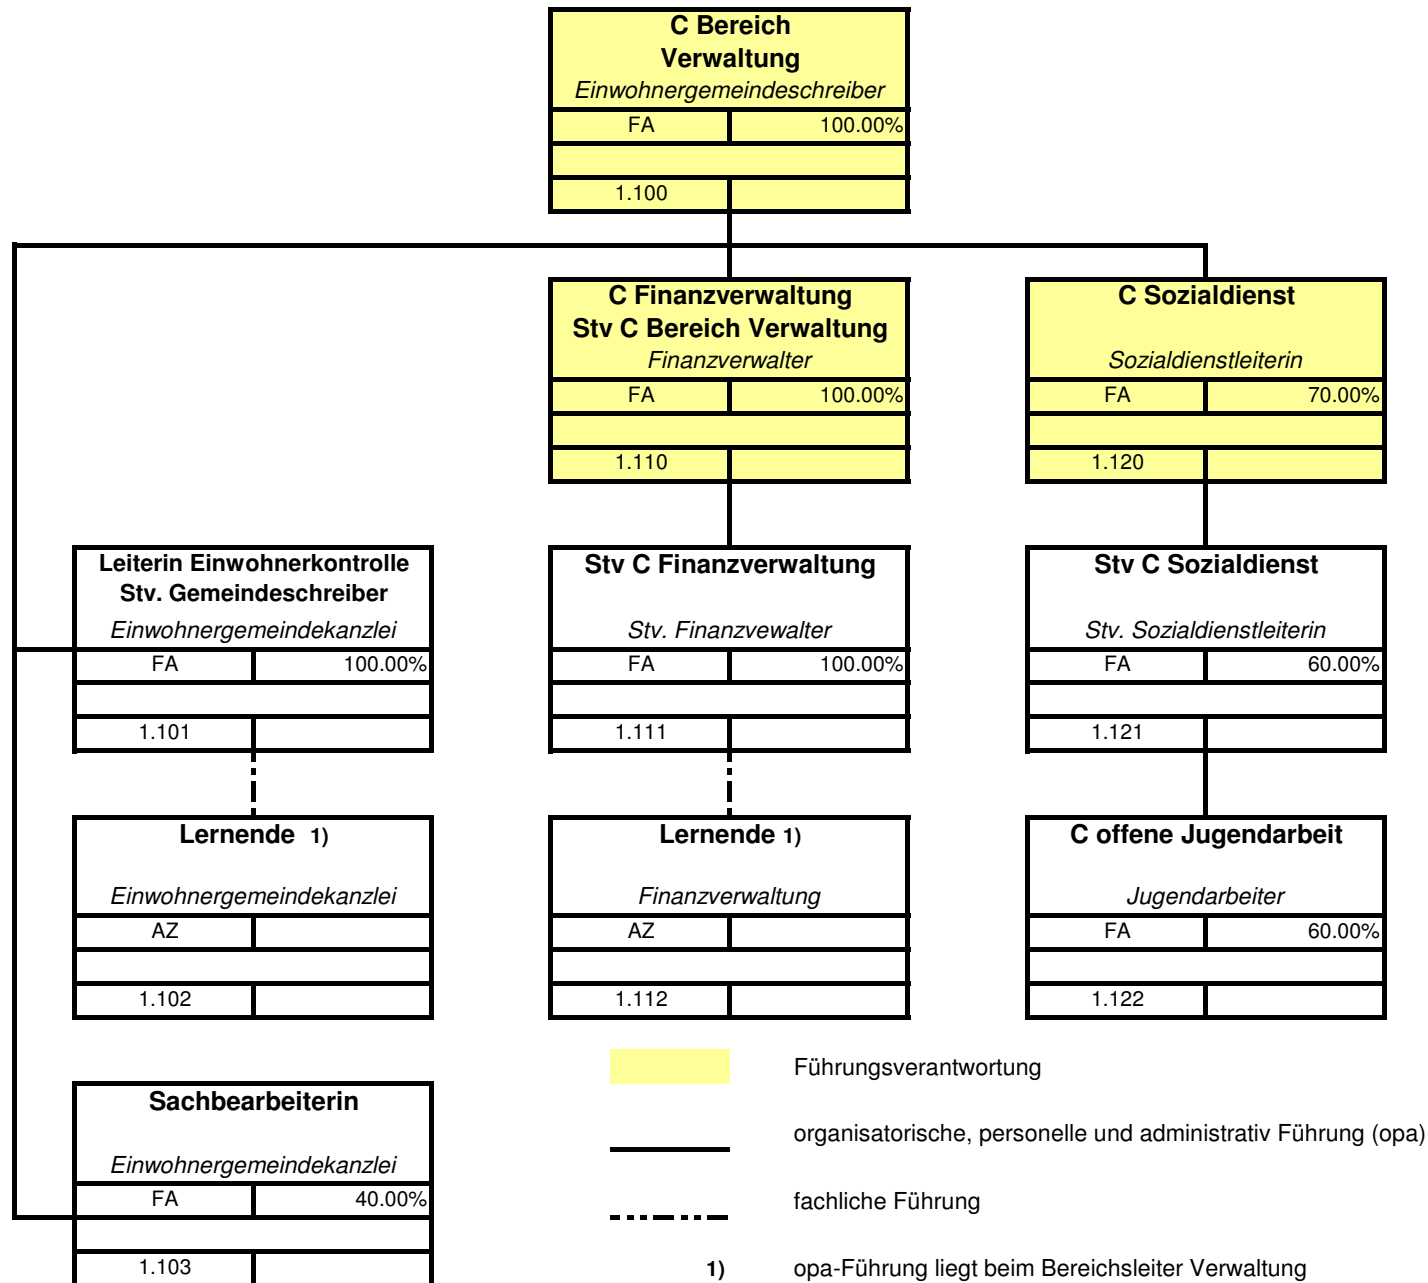 C Bereich
Verwaltung
Einwohnergemeindeschreiber
FA 100.00%
1.100
C Finanzverwaltung
Stv C Bereich Verwaltung
Finanzverwalter
FA 100.00%
1.110
C Sozialdienst
Sozialdienstleiterin
FA 70.00%
1.120
Leiterin Einwohnerkontrolle
Stv. Gemeindeschreiber
Einwohnergemeindekanzlei
FA 100.00%
1.101
Stv C Finanzverwaltung
Stv. Finanzvewalter
FA 100.00%
1.111
Stv C Sozialdienst
Stv. Sozialdienstleiterin
FA 60.00%
1.121
Lernende 1)
Einwohnergemeindekanzlei
AZ
1.102
Lernende 1)
Finanzverwaltung
AZ
1.112
C offene Jugendarbeit
Jugendarbeiter
FA 60.00%
1.122
Sachbearbeiterin
Einwohnergemeindekanzlei
FA 40.00%
1.103
Führungsverantwortung
organisatorische, personelle und administrativ Führung (opa)
fachliche Führung
1) opa-Führung liegt beim Bereichsleiter Verwaltung